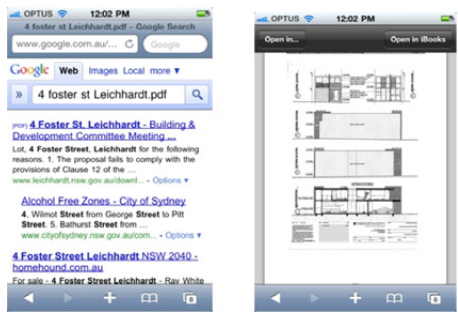 OPTUS 12:02 PM
4 foster st Leichhardt.pdf - Google Search
www.google.com.au/... Google
Google Web Images Local more ▼
» 4 foster st Leichhardt.pdf
[PDF] 4 Foster St, Leichhardt - Building &
Development Committee Meeting ...
Lot, 4 Foster Street, Leichhardt for the following
reasons. 1. The proposal fails to comply with the
provisions of Clause 12 of the ...
www.leichhardt.nsw.gov.au/downl... - Options ▼
Alcohol Free Zones - City of Sydney
4. Wilmot Street from George Street to Pitt
Street. 5. Bathurst Street from ...
www.cityofsydney.nsw.gov.au/com... - Options ▼
4 Foster Street Leichhardt NSW 2040 -
homehound.com.au
For sale - 4 Foster Street Leichhardt - Ray White
8
OPTUS 12:02 PM
Open in...
Open in iBooks
8